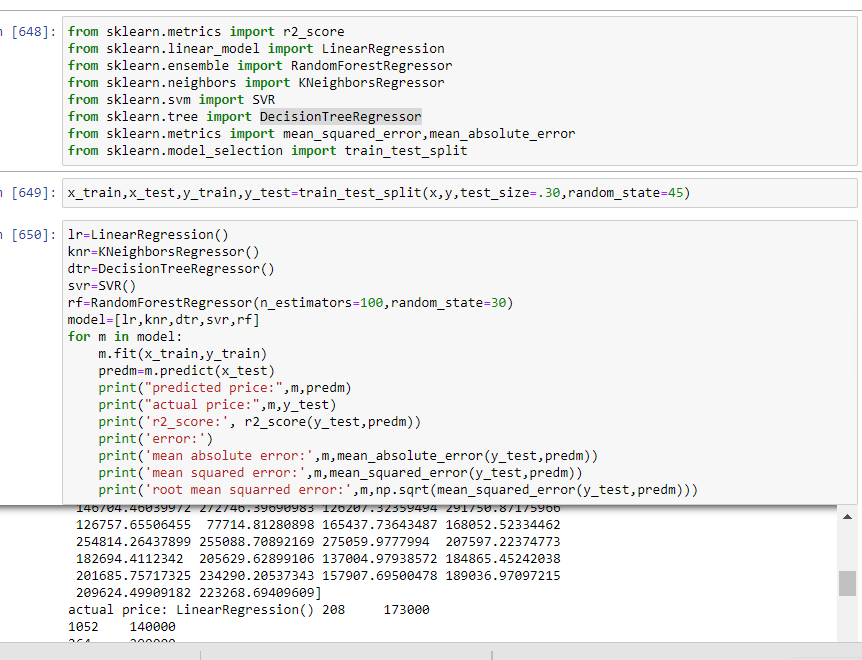 [648]: from sklearn.metrics import r2_score
from sklearn.linear_model import LinearRegression
from sklearn.ensemble import RandomForestRegressor
from sklearn.neighbors import KNeighborsRegressor
from sklearn.svm import SVR
from sklearn.tree import DecisionTreeRegressor
from sklearn.metrics import mean_squared_error,mean_absolute_error
from sklearn.model_selection import train_test_split
[649]: x_train,x_test,y_train,y_test=train_test_split(x,y,test_size=.30,random_state=45)
[650]: lr=LinearRegression()
knr=KNeighborsRegressor()
dtr=DecisionTreeRegressor()
svr=SVR()
rf=RandomForestRegressor(n_estimators=100,random_state=30)
model=[lr,knr,dtr,svr,rf]
for m in model:
    m.fit(x_train,y_train)
    predm=m.predict(x_test)
    print("predicted price:",m,predm)
    print("actual price:",m,y_test)
    print('r2_score:', r2_score(y_test,predm))
    print('error:')
    print('mean absolute error:',m,mean_absolute_error(y_test,predm))
    print('mean squared error:',m,mean_squared_error(y_test,predm))
    print('root mean squarred error:',m,np.sqrt(mean_squared_error(y_test,predm)))
146704.46039972 272746.39690983 126207.32359494 291750.87175966
126757.65506455  77714.81280898 165437.73643487 168052.52334462
254814.26437899 255088.70892169 275059.9777994  207597.22374773
182694.4112342  205629.62899106 137004.97938572 184865.45242038
201685.75717325 234290.20537343 157907.69500478 189036.97097215
209624.49909182 223268.69409609]
actual price: LinearRegression() 208     173000
1052    140000